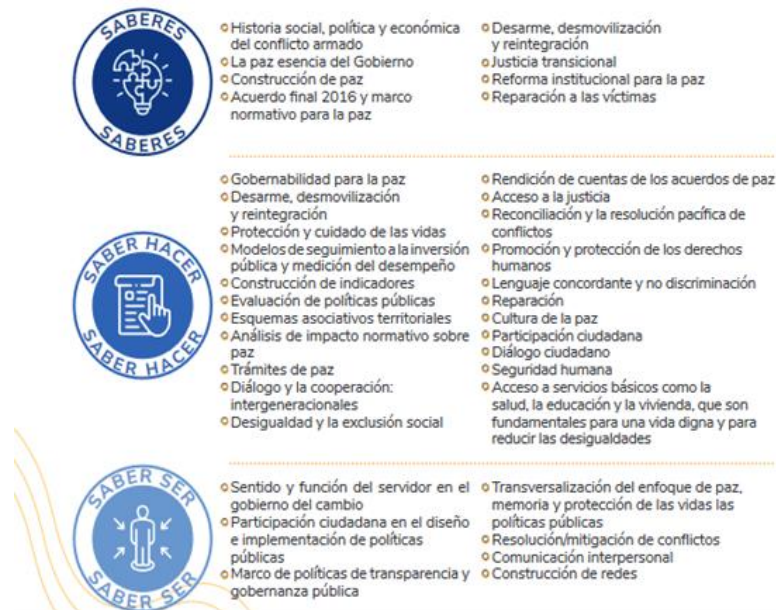 SABERES
SABERES
Historia social, política y económica
del conflicto armado
La paz esencia del Gobierno
Construcción de paz
Acuerdo final 2016 y marco
normativo para la paz
Desarme, desmovilización
y reintegración
Justicia transicional
Reforma institucional para la paz
Reparación a las víctimas
SABER HACER
SABER HACER
Gobernabilidad para la paz
Desarme, desmovilización
y reintegración
Protección y cuidado de las vidas
Modelos de seguimiento a la inversión
pública y medición del desempeño
Construcción de indicadores
Evaluación de políticas públicas
Esquemas asociativos territoriales
Análisis de impacto normativo sobre
paz
Trámites de paz
Diálogo y la cooperación:
intergeneracionales
Desigualdad y la exclusión social
Rendición de cuentas de los acuerdos de paz
Acceso a la justicia
Reconciliación y la resolución pacífica de
conflictos
Promoción y protección de los derechos
humanos
Lenguaje concordante y no discriminación
Reparación
Cultura de la paz
Participación ciudadana
Diálogo ciudadano
Seguridad humana
Acceso a servicios básicos como la
salud, la educación y la vivienda, que son
fundamentales para una vida digna y para
reducir las desigualdades
SABER SER
SABER SER
Sentido y función del servidor en el
gobierno del cambio
Participación ciudadana en el diseño
e implementación de políticas
públicas
Marco de políticas de transparencia y
gobernanza pública
Transversalización del enfoque de paz,
memoria y protección de las vidas las
políticas públicas
Resolución/mitigación de conflictos
Comunicación interpersonal
Construcción de redes